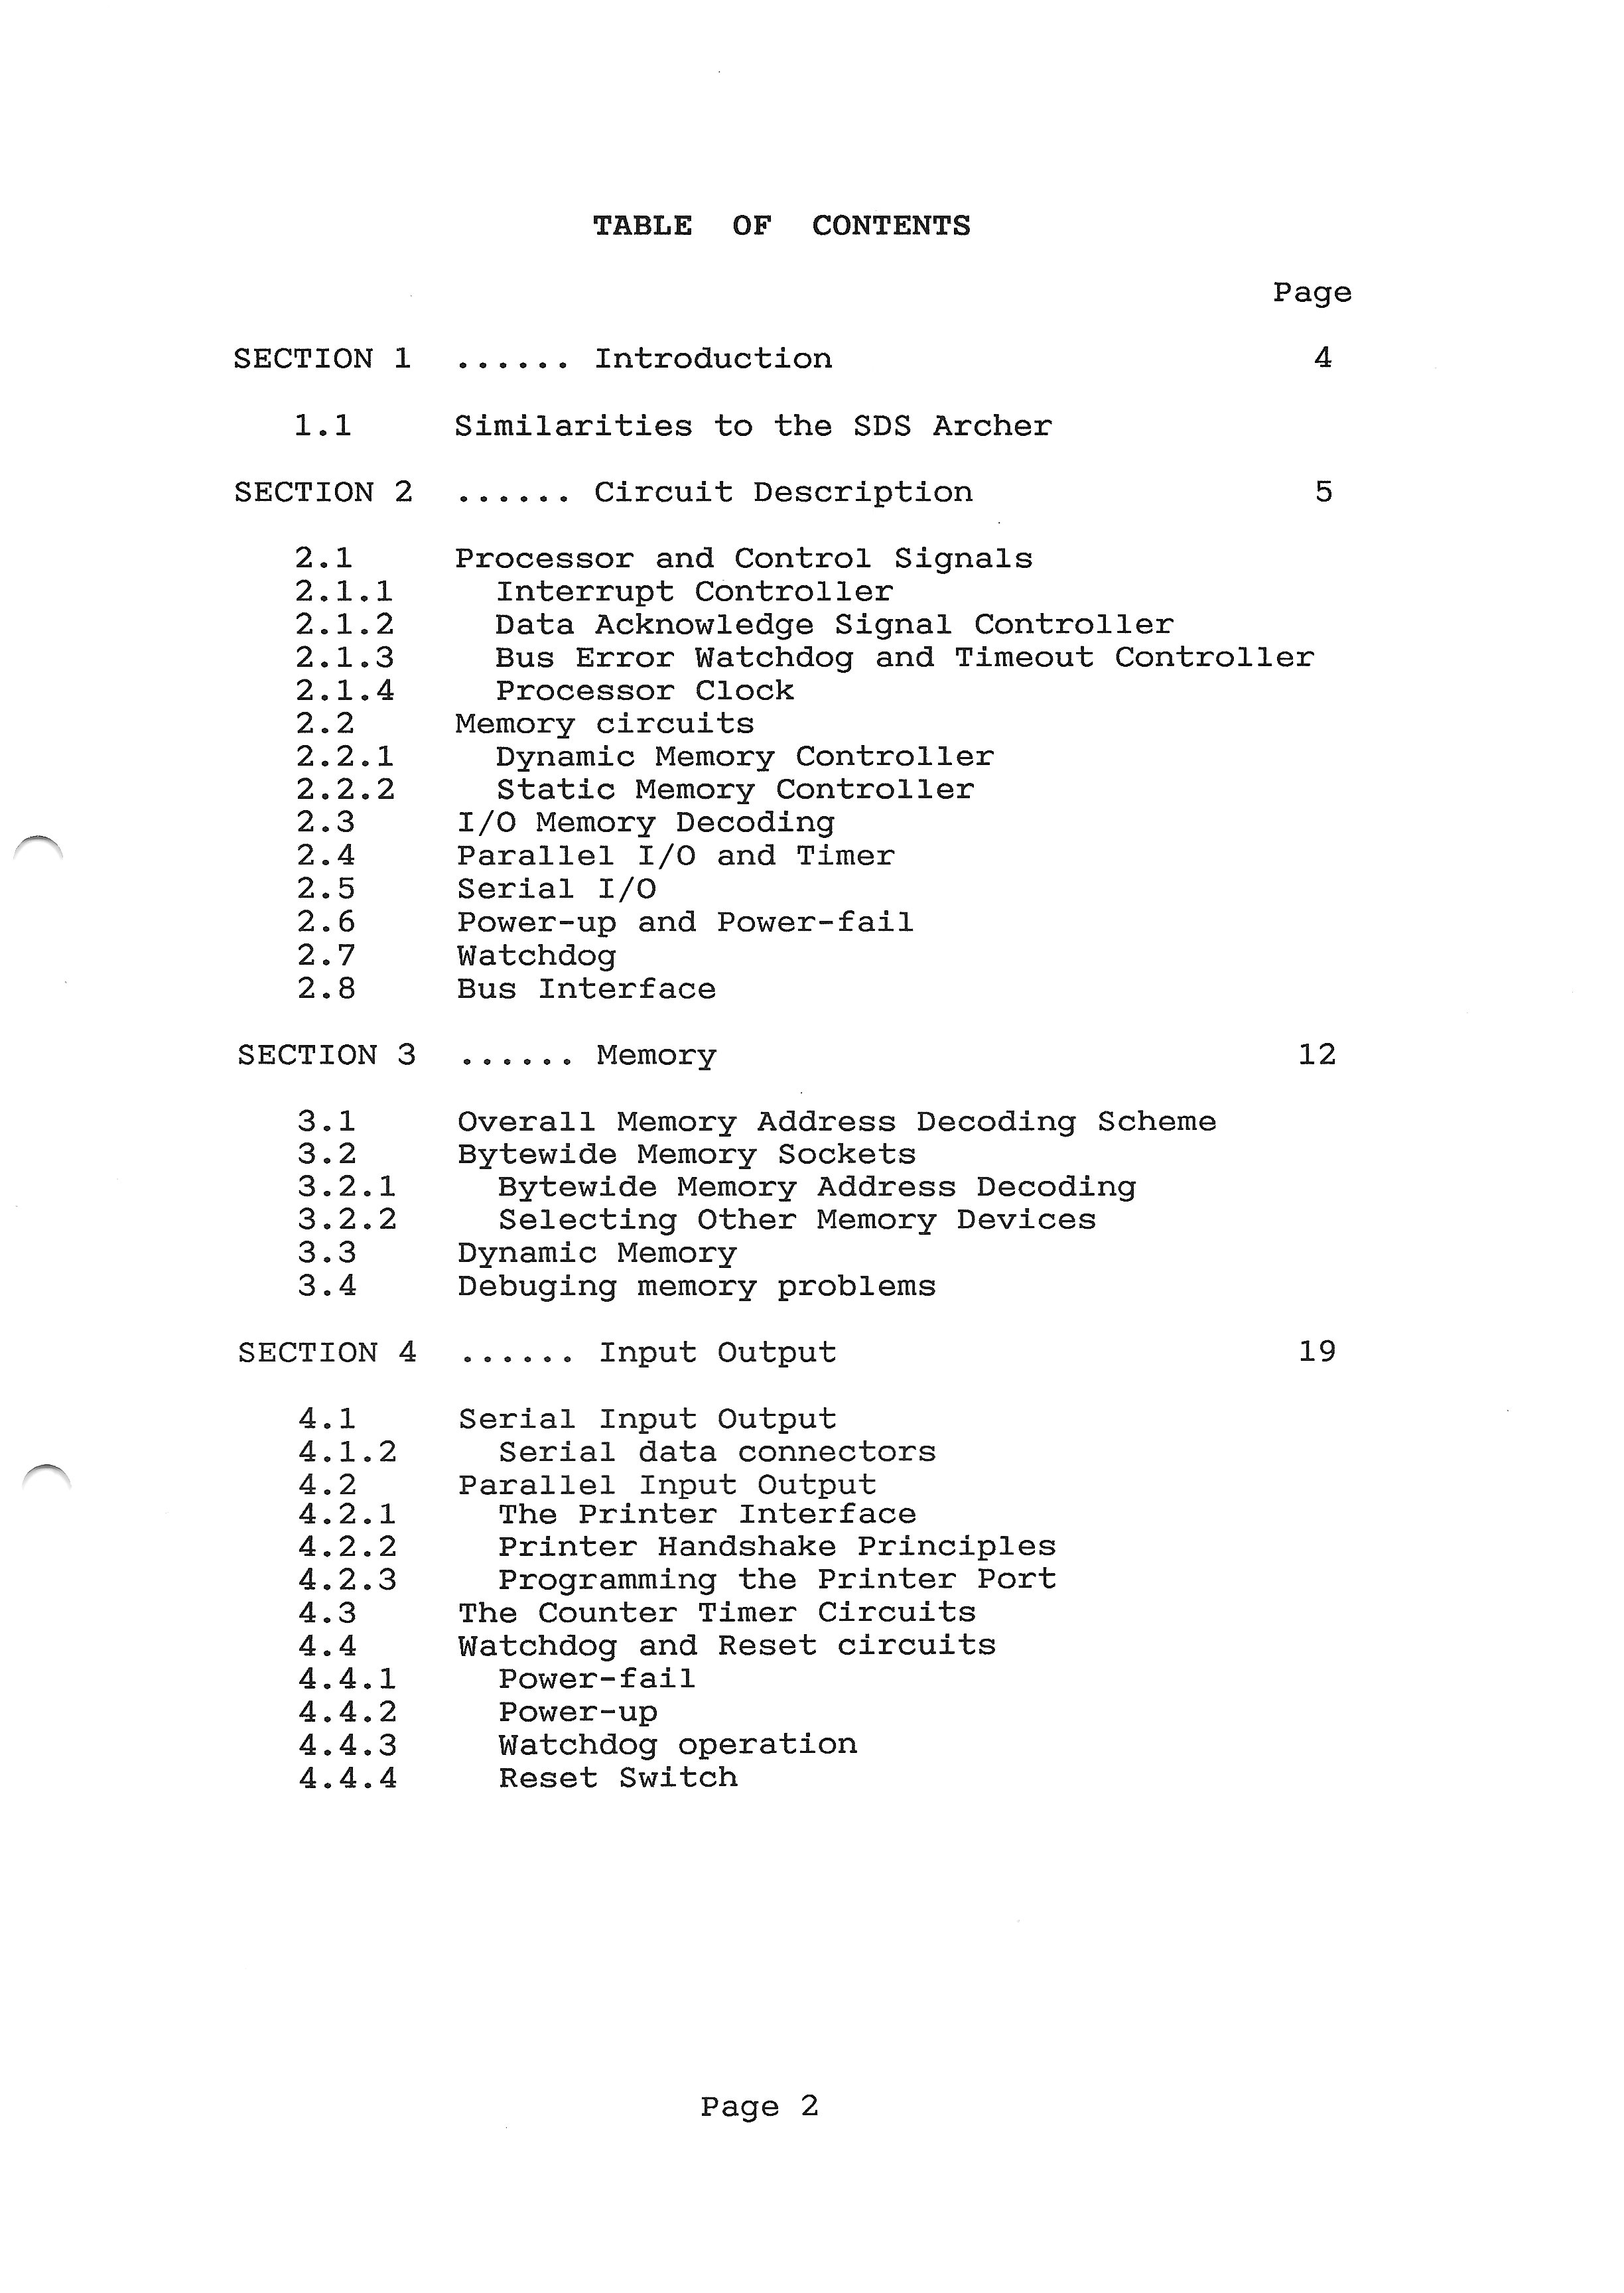 TABLE OF CONTENTS
Page
SECTION 1 ...... Introduction 4
1.1 Similarities to the SDS Archer
SECTION 2 ...... Circuit Description 5
2.1 Processor and Control Signals
2.1.1 Interrupt Controller
2.1.2 Data Acknowledge Signal Controller
2.1.3 Bus Error Watchdog and Timeout Controller
2.1.4 Processor Clock
2.2 Memory circuits
2.2.1 Dynamic Memory Controller
2.2.2 Static Memory Controller
2.3 I/O Memory Decoding
2.4 Parallel I/O and Timer
2.5 Serial I/O
2.6 Power-up and Power-fail
2.7 Watchdog
2.8 Bus Interface
SECTION 3 ...... Memory 12
3.1 Overall Memory Address Decoding Scheme
3.2 Bytewide Memory Sockets
3.2.1 Bytewide Memory Address Decoding
3.2.2 Selecting Other Memory Devices
3.3 Dynamic Memory
3.4 Debuging memory problems
SECTION 4 ...... Input Output 19
4.1 Serial Input Output
4.1.2 Serial data connectors
4.2 Parallel Input Output
4.2.1 The Printer Interface
4.2.2 Printer Handshake Principles
4.2.3 Programming the Printer Port
4.3 The Counter Timer Circuits
4.4 Watchdog and Reset circuits
4.4.1 Power-fail
4.4.2 Power-up
4.4.3 Watchdog operation
4.4.4 Reset Switch
Page 2